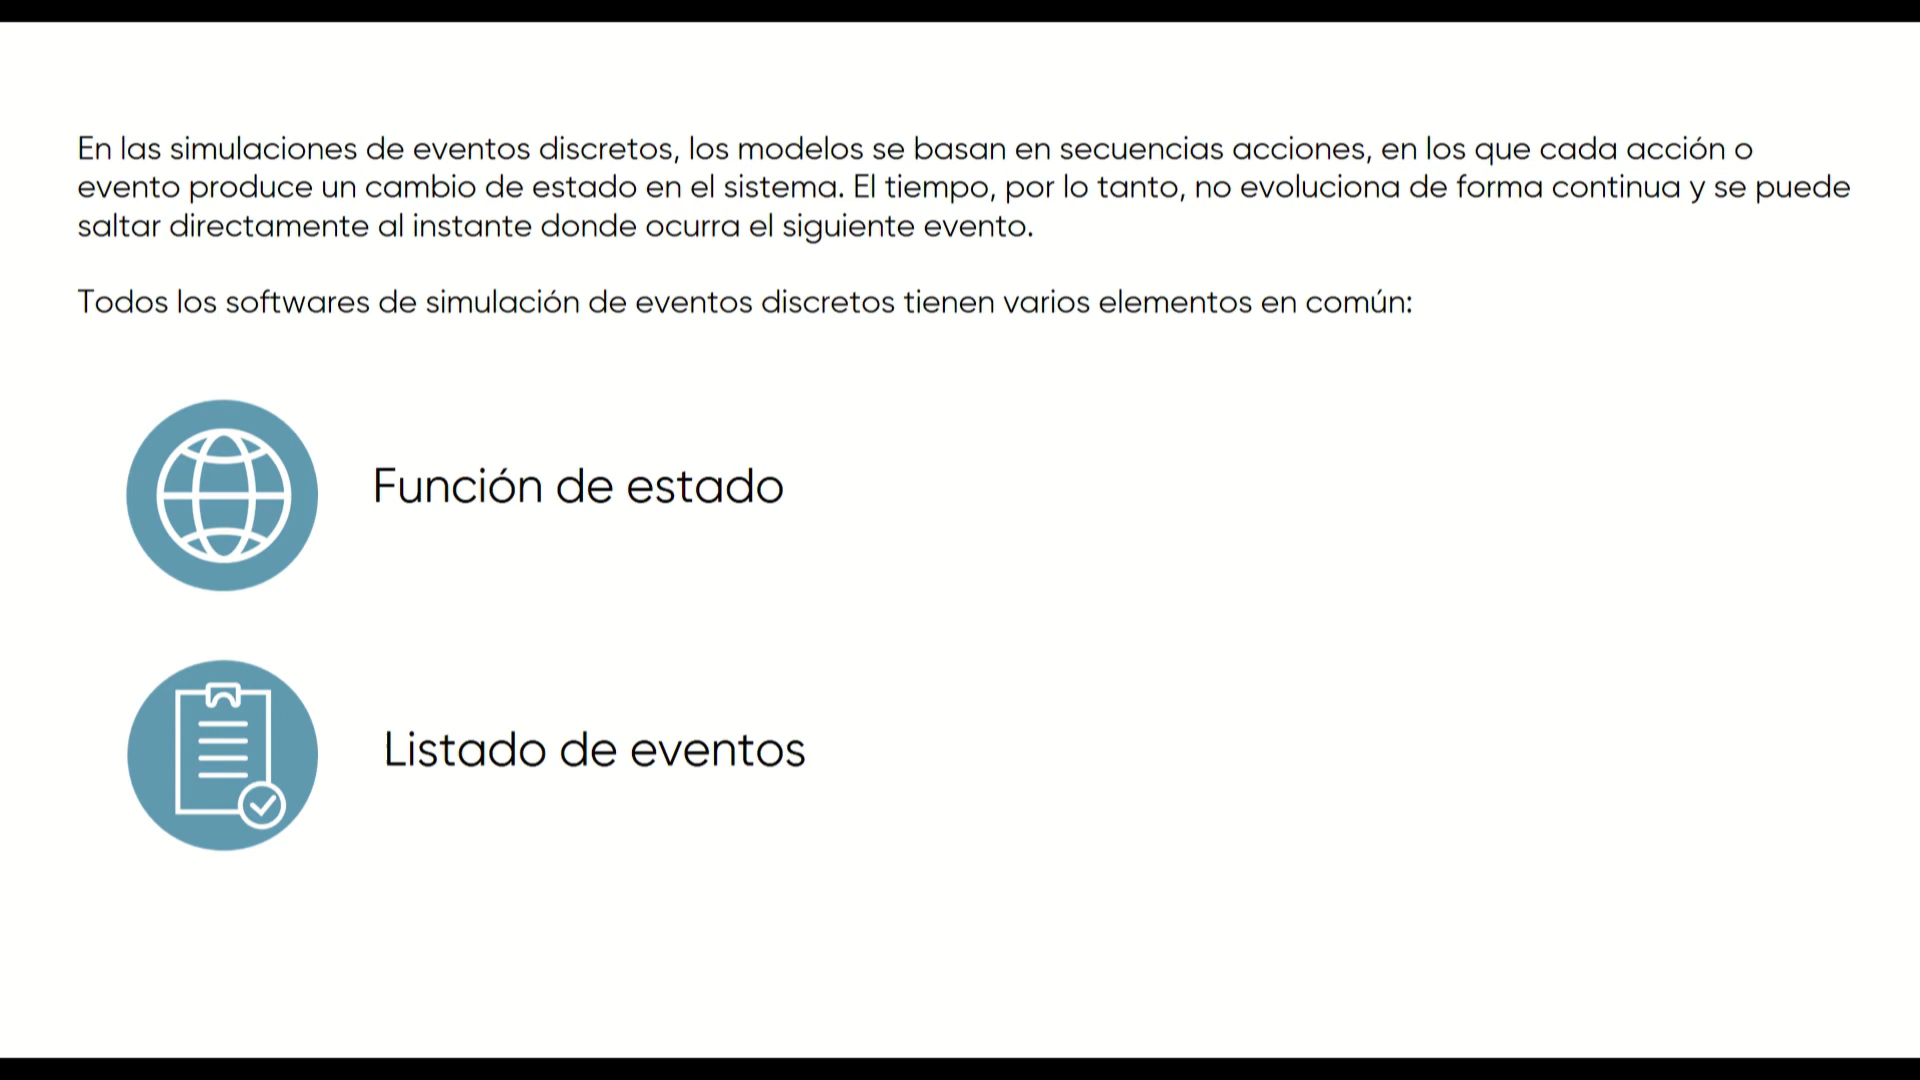 En las simulaciones de eventos discretos, los modelos se basan en secuencias acciones, en los que cada acción o
evento produce un cambio de estado en el sistema. El tiempo, por lo tanto, no evoluciona de forma continua y se puede
saltar directamente al instante donde ocurra el siguiente evento.
Todos los softwares de simulación de eventos discretos tienen varios elementos en común:
Función de estado
Listado de eventos